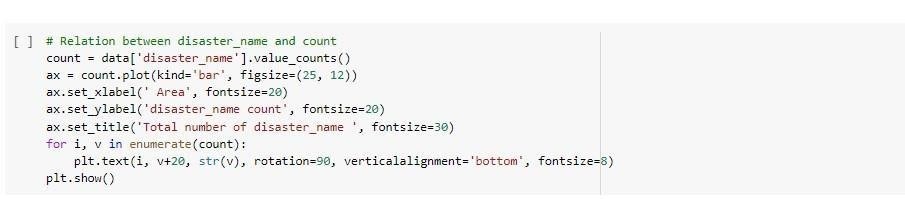 [ ] # Relation between disaster_name and count
count = data['disaster_name'].value_counts()
ax = count.plot(kind='bar', figsize=(25, 12))
ax.set_xlabel(' Area', fontsize=20)
ax.set_ylabel('disaster_name count', fontsize=20)
ax.set_title('Total number of disaster_name ', fontsize=30)
for i, v in enumerate(count):
    plt.text(i, v+20, str(v), rotation=90, verticalalignment='bottom', fontsize=8)
plt.show()